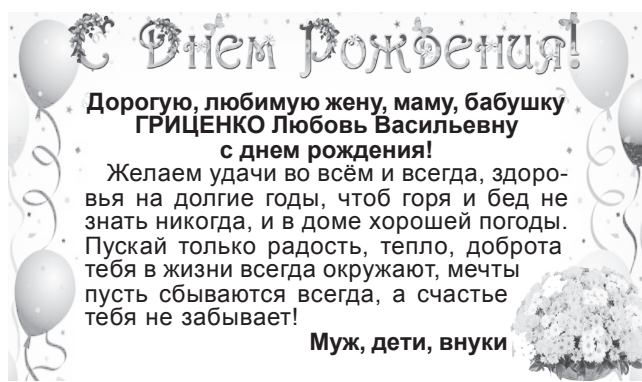 С Днем Рождения!
Дорогую, любимую жену, маму, бабушку
ГРИЦЕНКО Любовь Васильевну
с днем рождения!
Желаем удачи во всём и всегда, здоро-
вья на долгие годы, чтоб горя и бед не
знать никогда, и в доме хорошей погоды.
Пускай только радость, тепло, доброта
тебя в жизни всегда окружают, мечты
пусть сбываются всегда, а счастье
тебя не забывает!
Муж, дети, внуки